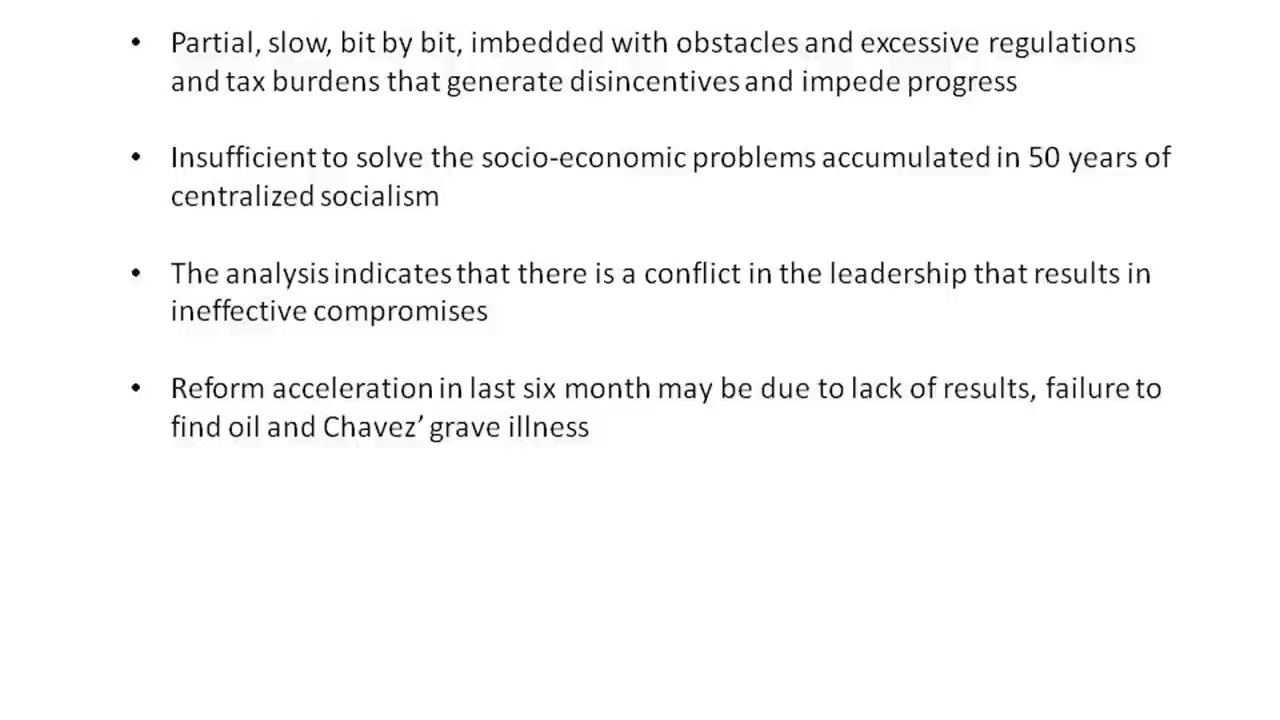 • Partial, slow, bit by bit, imbedded with obstacles and excessive regulations
and tax burdens that generate disincentives and impede progress
• Insufficient to solve the socio-economic problems accumulated in 50 years of
centralized socialism
• The analysis indicates that there is a conflict in the leadership that results in
ineffective compromises
• Reform acceleration in last six month may be due to lack of results, failure to
find oil and Chavez’ grave illness